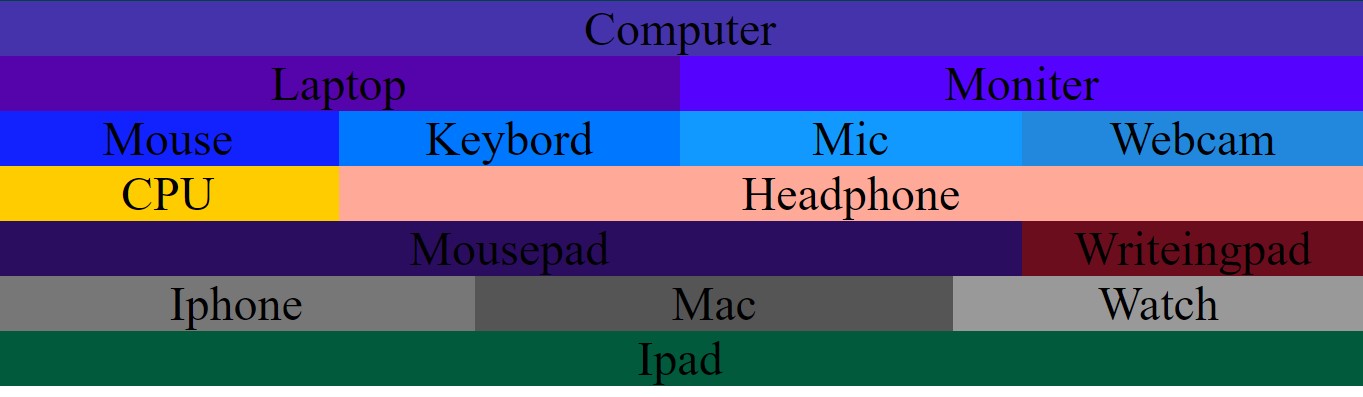 Computer
Laptop Moniter
Mouse Keybord Mic Webcam
CPU Headphone
Mousepad Writeingpad
Iphone Mac Watch
Ipad